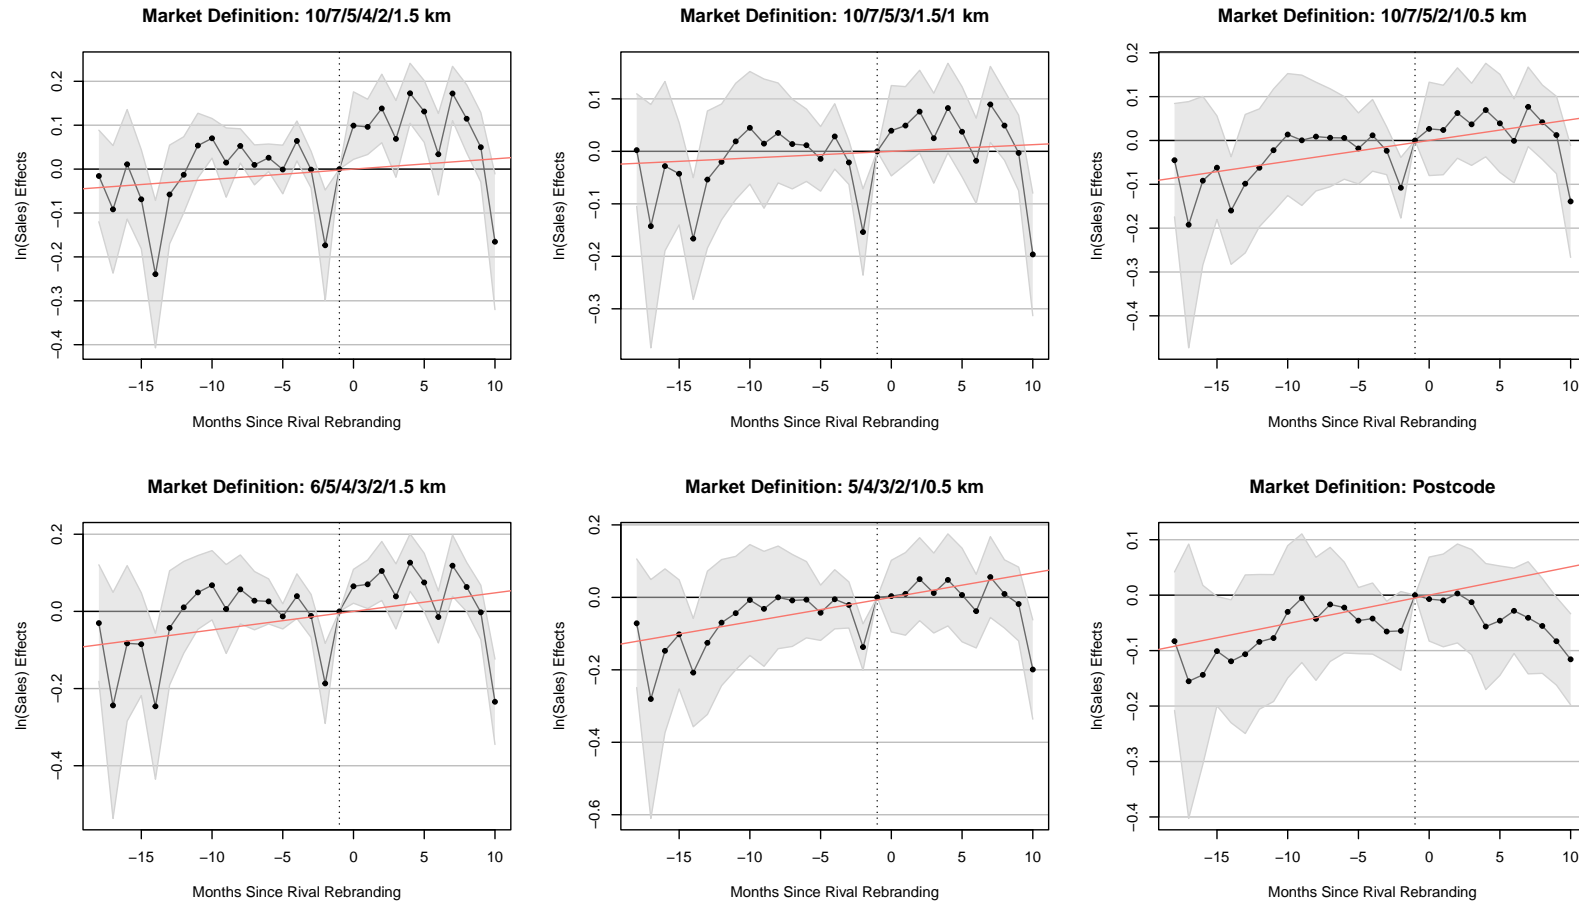 Market Definition: 10/7/5/4/2/1.5 km
ln(Sales) Effects
0.2
0.1
0.0
−0.1
−0.2
−0.3
−0.4
−15 −10 −5 0 5 10
Months Since Rival Rebranding
Market Definition: 10/7/5/3/1.5/1 km
ln(Sales) Effects
0.1
0.0
−0.1
−0.3
−15 −10 −5 0 5 10
Months Since Rival Rebranding
Market Definition: 10/7/5/2/1/0.5 km
ln(Sales) Effects
0.2
0.1
0.0
−0.1
−0.2
−0.3
−0.4
−15 −10 −5 0 5 10
Months Since Rival Rebranding
Market Definition: 6/5/4/3/2/1.5 km
ln(Sales) Effects
0.2
0.0
−0.2
−0.4
−15 −10 −5 0 5 10
Months Since Rival Rebranding
Market Definition: 5/4/3/2/1/0.5 km
ln(Sales) Effects
0.2
0.0
−0.2
−0.4
−0.6
−15 −10 −5 0 5 10
Months Since Rival Rebranding
Market Definition: Postcode
ln(Sales) Effects
0.1
0.0
−0.1
−0.2
−0.3
−0.4
−15 −10 −5 0 5 10
Months Since Rival Rebranding